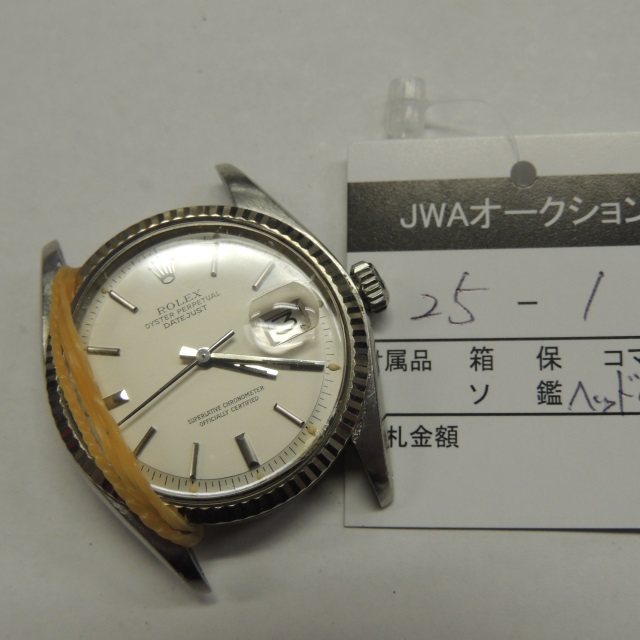 ROLEX
OYSTER PERPETUAL
DATEJUST
SUPERLATIVE CHRONOMETER
OFFICIALLY CERTIFIED
JWAオークション
25-1
属品 箱 保 コマ
ソ 鑑 ヘッド
札金額